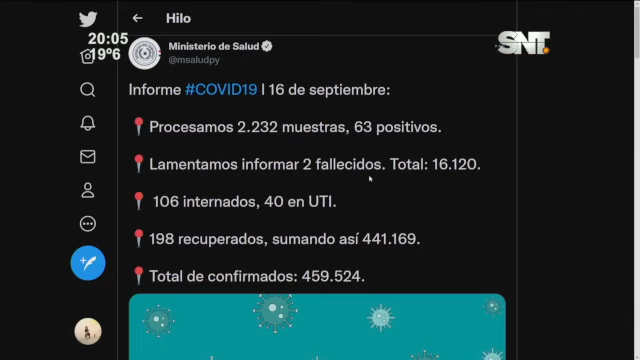 Hilo
20:05
19°6
Ministerio de Salud
@msaludpy
SNT
Informe #COVID19 | 16 de septiembre:
Procesamos 2.232 muestras, 63 positivos.
Lamentamos informar 2 fallecidos. Total: 16.120.
106 internados, 40 en UTI.
198 recuperados, sumando así 441.169.
Total de confirmados: 459.524.